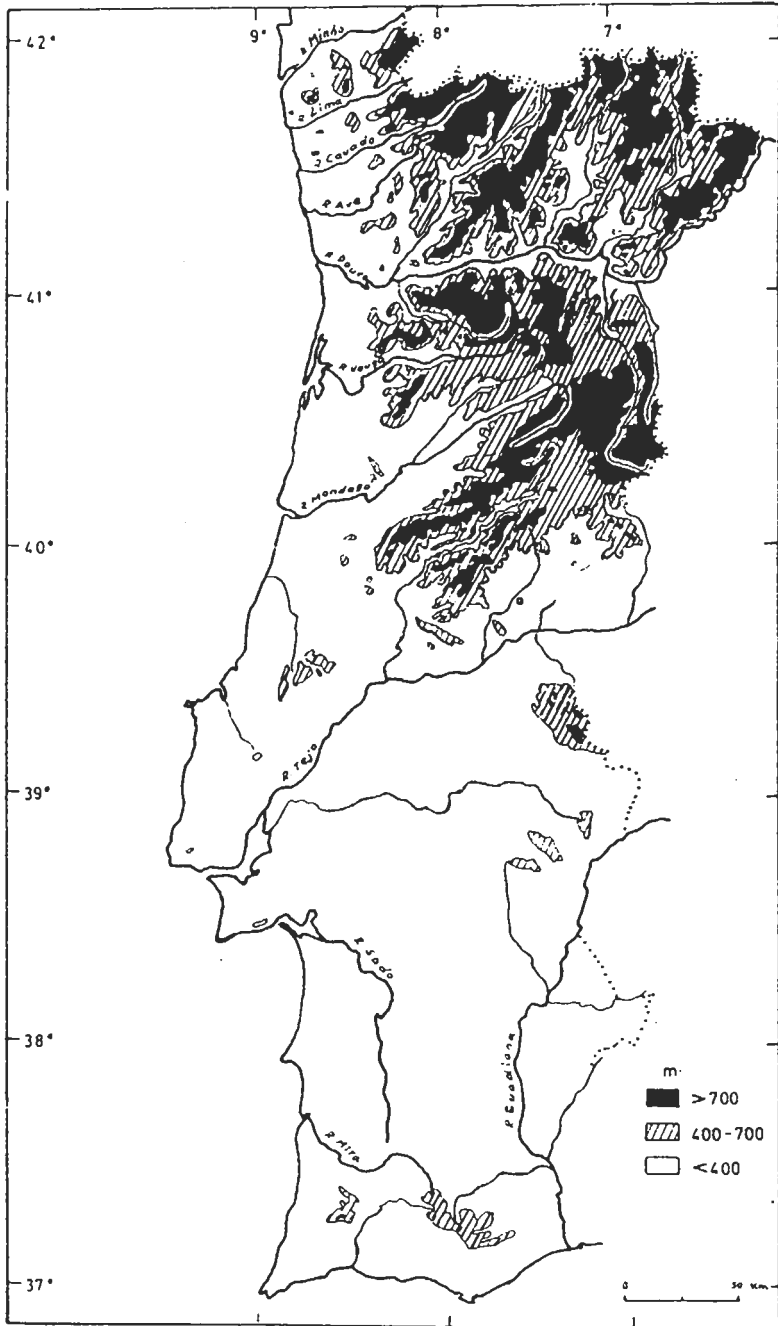 9° 8° 7°
42°
R Minho
R Lima
R Cavado
R Ave
R Douro
41°
R Vouga
R Mondego
40°
R Tejo
39°
R Sado
38°
R Guadiana
m
>700
400-700
<400
R Mira
37°
0 50 km